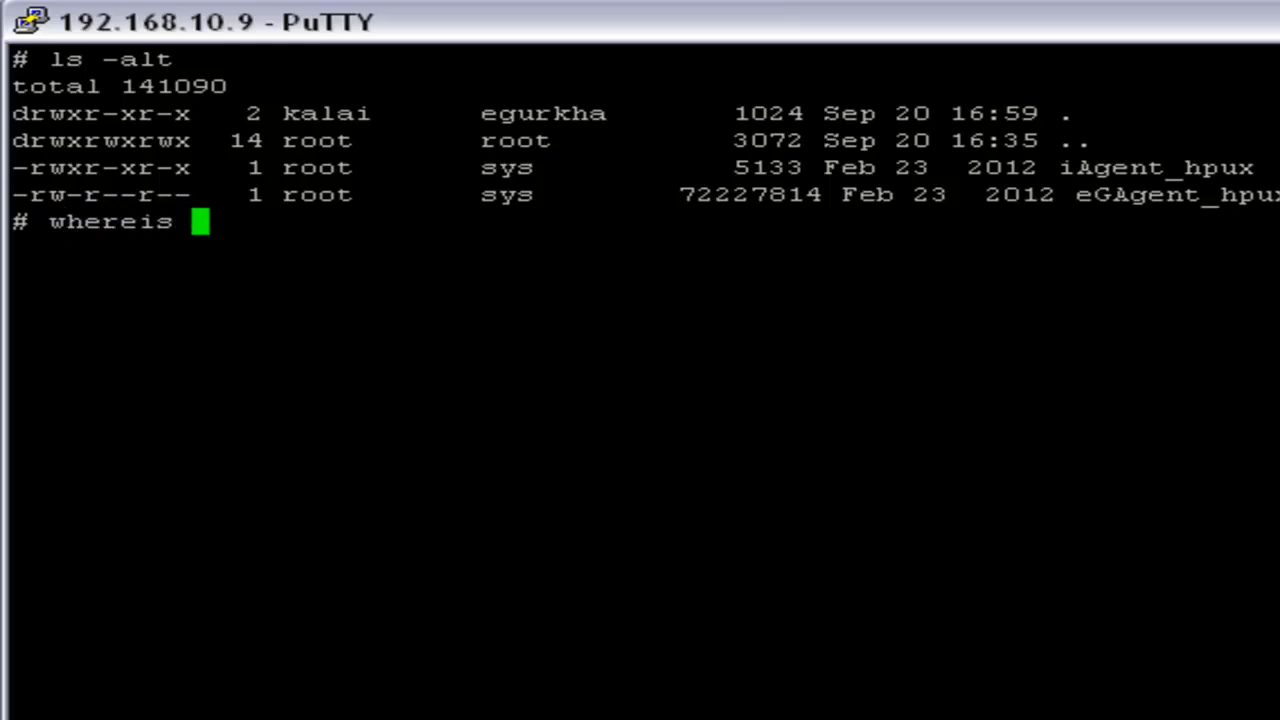 192.168.10.9 - PuTTY
# ls -alt
total 141090
drwxr-xr-x 2 kalai egurkha 1024 Sep 20 16:59 .
drwxrwxrwx 14 root root 3072 Sep 20 16:35 ..
-rwxr-xr-x 1 root sys 5133 Feb 23 2012 iAgent_hpux
-rw-r--r-- 1 root sys 72227814 Feb 23 2012 eGAgent_hpux
# whereis